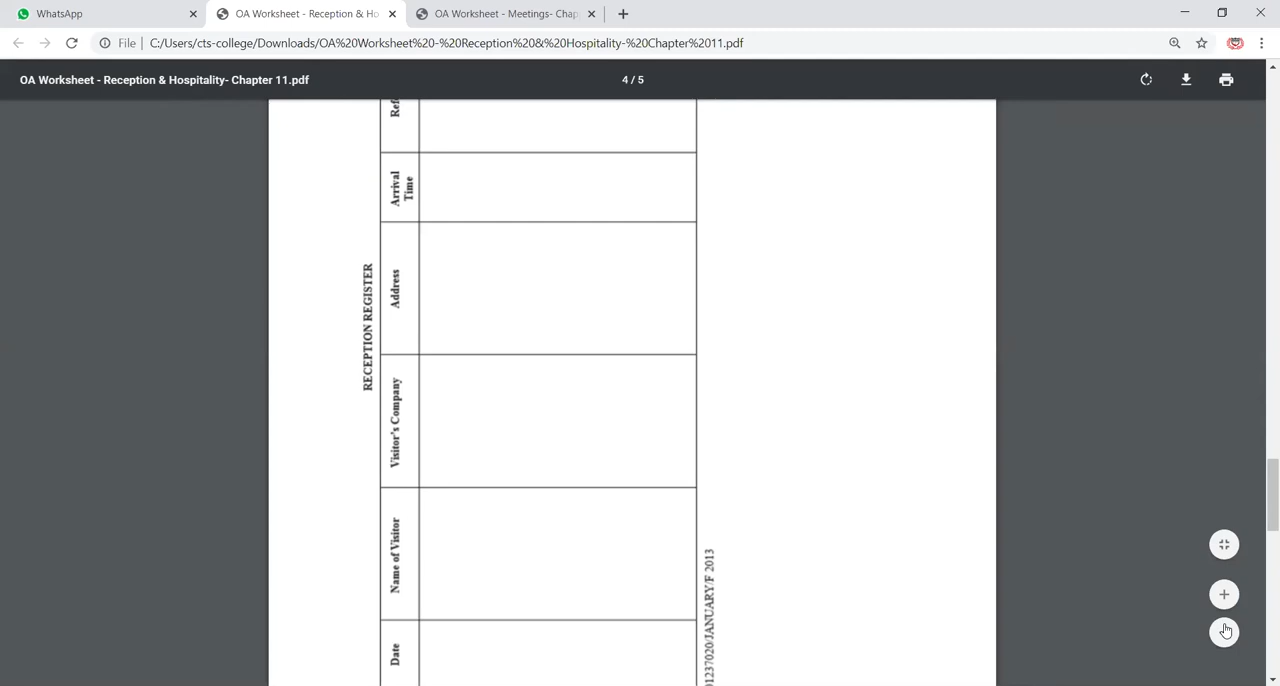 WhatsApp
OA Worksheet - Reception & Ho
OA Worksheet - Meetings- Chap
File
C:/Users/cts-college/Downloads/OA%20Worksheet%20-%20Reception%20&%20Hospitality-%20Chapter%2011.pdf
OA Worksheet - Reception & Hospitality- Chapter 11.pdf
4 / 5
RECEPTION REGISTER
Date
Name of Visitor
Visitor's Company
Address
Arrival
Time
Ref
01237020/JANUARY/F 2013